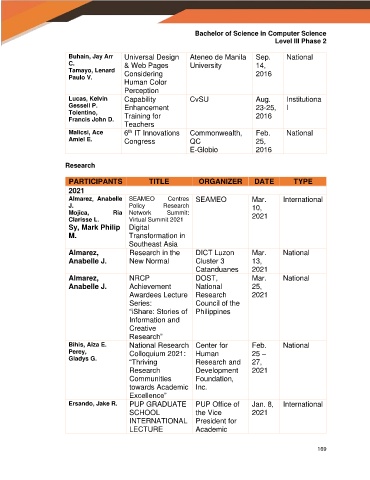 Bachelor of Science in Computer Science
Level III Phase 2
Buhain, Jay Arr C.
Tamayo, Lenard Paulo V.
Universal Design & Web Pages Considering Human Color Perception
Ateneo de Manila University
Sep. 14, 2016
National
Lucas, Kelvin Gessell P.
Tolentino, Francis John D.
Capability Enhancement Training for Teachers
CvSU
Aug. 23-25, 2016
Institutional
Malicsi, Ace Amiel E.
6th IT Innovations Congress
Commonwealth, QC
E-Globio
Feb. 25, 2016
National
Research
PARTICIPANTS TITLE ORGANIZER DATE TYPE
2021
Almarez, Anabelle J.
Mojica, Ria Clarisse L.
Sy, Mark Philip M.
SEAMEO Centres Policy Research Network Summit: Virtual Summit 2021
Digital Transformation in Southeast Asia
SEAMEO
Mar. 10, 2021
International
Almarez, Anabelle J.
Research in the New Normal
DICT Luzon Cluster 3 Catanduanes
Mar. 13, 2021
National
Almarez, Anabelle J.
NRCP Achievement Awardees Lecture Series: "iShare: Stories of Information and Creative Research"
DOST, National Research Council of the Philippines
Mar. 25, 2021
National
Bihis, Aiza E.
Perey, Gladys G.
National Research Colloquium 2021: "Thriving Research Communities towards Academic Excellence"
Center for Human Research and Development Foundation, Inc.
Feb. 25 – 27, 2021
National
Ersando, Jake R.
PUP GRADUATE SCHOOL INTERNATIONAL LECTURE
PUP Office of the Vice President for Academic
Jan. 8, 2021
International
169